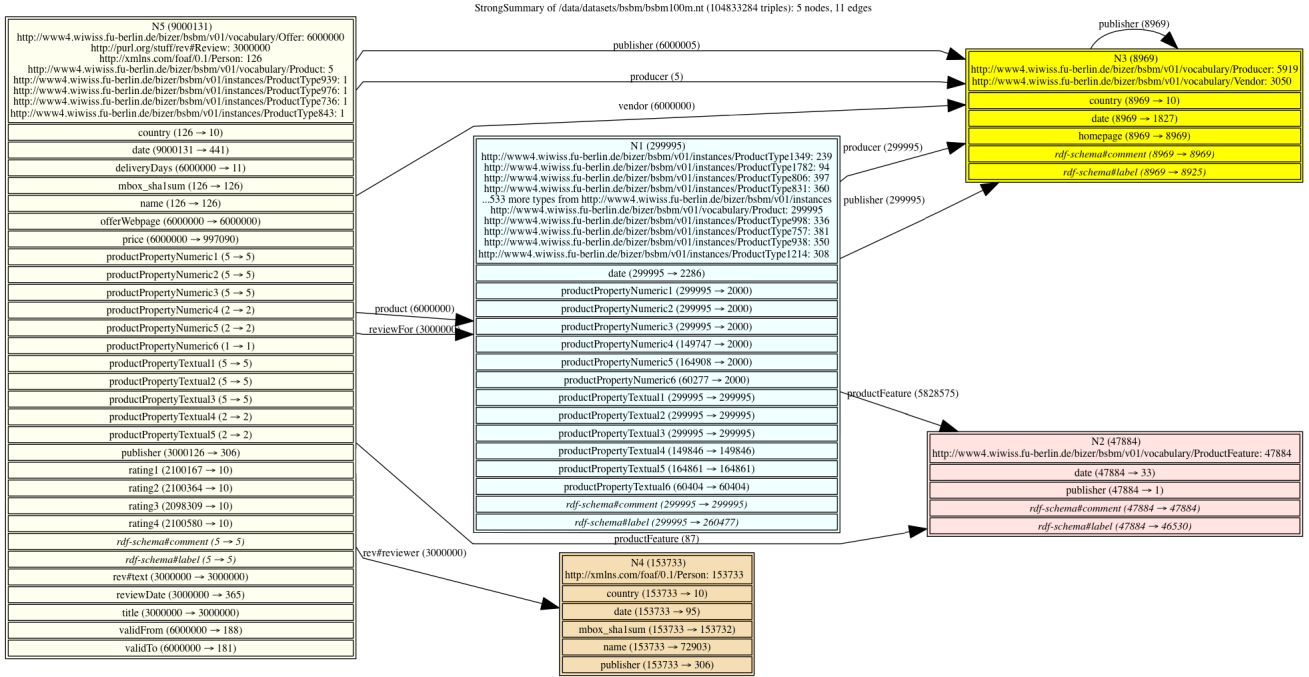 StrongSummary of /data/datasets/bsbm/bsbm100m.nt (104833284 triples): 5 nodes, 11 edges
N5 (9000131)
http://www4.wiwiss.fu-berlin.de/bizer/bsbm/v01/vocabulary/Offer: 6000000
http://purl.org/stuff/rev#Review: 3000000
http://xmlns.com/foaf/0.1/Person: 126
http://www4.wiwiss.fu-berlin.de/bizer/bsbm/v01/vocabulary/Product: 5
http://www4.wiwiss.fu-berlin.de/bizer/bsbm/v01/instances/ProductType939: 1
http://www4.wiwiss.fu-berlin.de/bizer/bsbm/v01/instances/ProductType976: 1
http://www4.wiwiss.fu-berlin.de/bizer/bsbm/v01/instances/ProductType736: 1
http://www4.wiwiss.fu-berlin.de/bizer/bsbm/v01/instances/ProductType843: 1
country (126 → 10)
date (9000131 → 441)
deliveryDays (6000000 → 11)
mbox_sha1sum (126 → 126)
name (126 → 126)
offerWebpage (6000000 → 6000000)
price (6000000 → 997090)
productPropertyNumeric1 (5 → 5)
productPropertyNumeric2 (5 → 5)
productPropertyNumeric3 (5 → 5)
productPropertyNumeric4 (2 → 2)
productPropertyNumeric5 (2 → 2)
productPropertyNumeric6 (1 → 1)
productPropertyTextual1 (5 → 5)
productPropertyTextual2 (5 → 5)
productPropertyTextual3 (5 → 5)
productPropertyTextual4 (2 → 2)
productPropertyTextual5 (2 → 2)
publisher (3000126 → 306)
rating1 (2100167 → 10)
rating2 (2100364 → 10)
rating3 (2098309 → 10)
rating4 (2100580 → 10)
rdf-schema#comment (5 → 5)
rdf-schema#label (5 → 5)
rev#text (3000000 → 3000000)
reviewDate (3000000 → 365)
title (3000000 → 3000000)
validFrom (6000000 → 188)
validTo (6000000 → 181)
publisher (6000005)
producer (5)
vendor (6000000)
product (6000000)
reviewFor (3000000)
productFeature (87)
rev#reviewer (3000000)
N1 (299995)
http://www4.wiwiss.fu-berlin.de/bizer/bsbm/v01/instances/ProductType1349: 239
http://www4.wiwiss.fu-berlin.de/bizer/bsbm/v01/instances/ProductType1782: 94
http://www4.wiwiss.fu-berlin.de/bizer/bsbm/v01/instances/ProductType806: 397
http://www4.wiwiss.fu-berlin.de/bizer/bsbm/v01/instances/ProductType831: 360
...533 more types from http://www4.wiwiss.fu-berlin.de/bizer/bsbm/v01/instances
http://www4.wiwiss.fu-berlin.de/bizer/bsbm/v01/vocabulary/Product: 299995
http://www4.wiwiss.fu-berlin.de/bizer/bsbm/v01/instances/ProductType998: 336
http://www4.wiwiss.fu-berlin.de/bizer/bsbm/v01/instances/ProductType757: 381
http://www4.wiwiss.fu-berlin.de/bizer/bsbm/v01/instances/ProductType938: 350
http://www4.wiwiss.fu-berlin.de/bizer/bsbm/v01/instances/ProductType1214: 308
date (299995 → 2286)
productPropertyNumeric1 (299995 → 2000)
productPropertyNumeric2 (299995 → 2000)
productPropertyNumeric3 (299995 → 2000)
productPropertyNumeric4 (149747 → 2000)
productPropertyNumeric5 (164908 → 2000)
productPropertyNumeric6 (60277 → 2000)
productPropertyTextual1 (299995 → 299995)
productPropertyTextual2 (299995 → 299995)
productPropertyTextual3 (299995 → 299995)
productPropertyTextual4 (149846 → 149846)
productPropertyTextual5 (164861 → 164861)
productPropertyTextual6 (60404 → 60404)
rdf-schema#comment (299995 → 299995)
rdf-schema#label (299995 → 260477)
producer (299995)
publisher (299995)
productFeature (5828575)
publisher (8969)
N3 (8969)
http://www4.wiwiss.fu-berlin.de/bizer/bsbm/v01/vocabulary/Producer: 5919
http://www4.wiwiss.fu-berlin.de/bizer/bsbm/v01/vocabulary/Vendor: 3050
country (8969 → 10)
date (8969 → 1827)
homepage (8969 → 8969)
rdf-schema#comment (8969 → 8969)
rdf-schema#label (8969 → 8925)
N2 (47884)
http://www4.wiwiss.fu-berlin.de/bizer/bsbm/v01/vocabulary/ProductFeature: 47884
date (47884 → 33)
publisher (47884 → 1)
rdf-schema#comment (47884 → 47884)
rdf-schema#label (47884 → 46530)
N4 (153733)
http://xmlns.com/foaf/0.1/Person: 153733
country (153733 → 10)
date (153733 → 95)
mbox_sha1sum (153733 → 153732)
name (153733 → 72903)
publisher (153733 → 306)